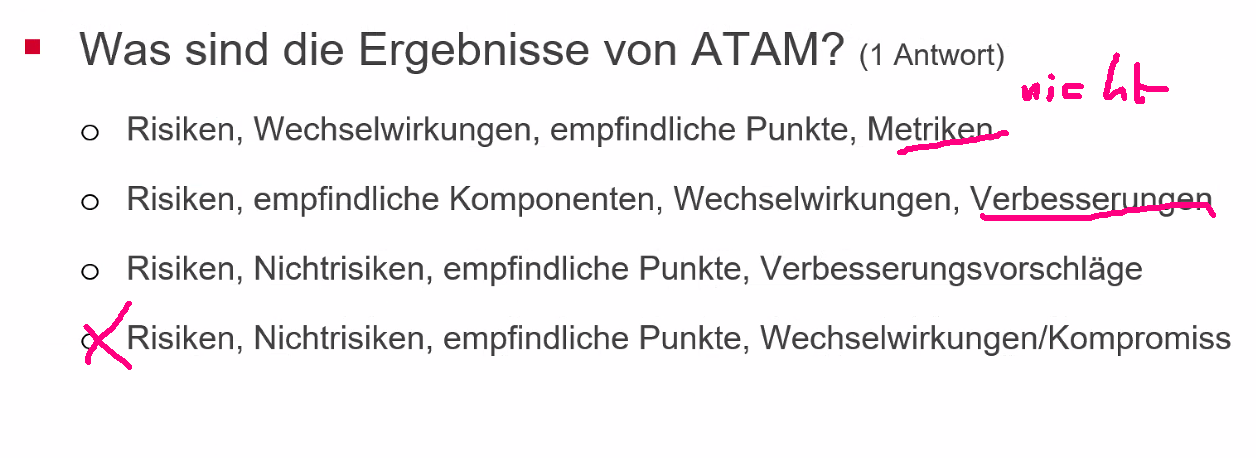 Was sind die Ergebnisse von ATAM? (1 Antwort)
nicht
Risiken, Wechselwirkungen, empfindliche Punkte, Metriken
Risiken, empfindliche Komponenten, Wechselwirkungen, Verbesserungen
Risiken, Nichtrisiken, empfindliche Punkte, Verbesserungsvorschläge
Risiken, Nichtrisiken, empfindliche Punkte, Wechselwirkungen/Kompromiss